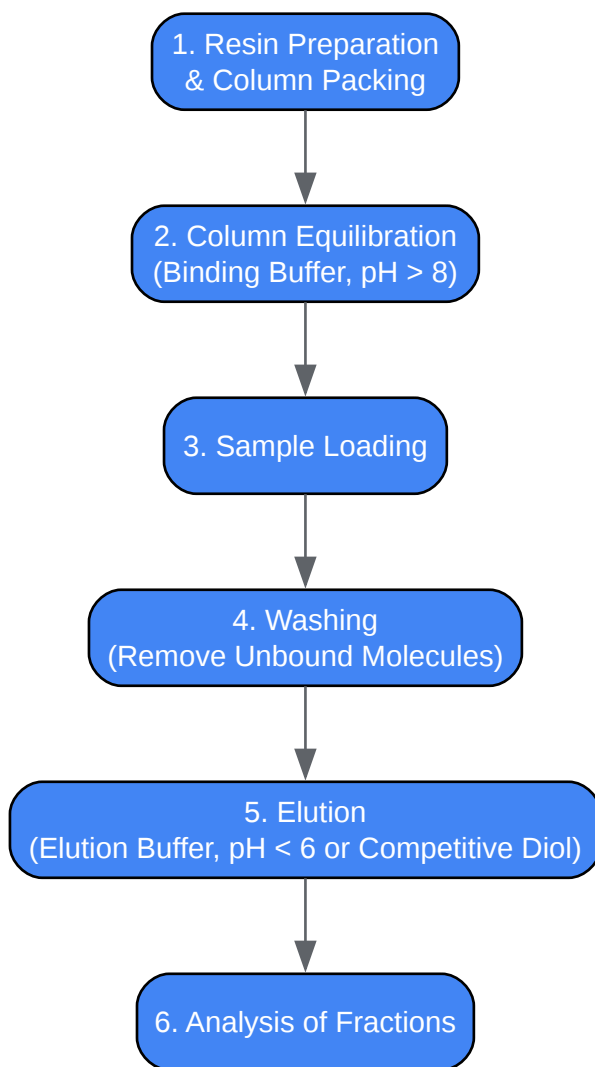 1. Resin Preparation
& Column Packing
2. Column Equilibration
(Binding Buffer, pH > 8)
3. Sample Loading
4. Washing
(Remove Unbound Molecules)
5. Elution
(Elution Buffer, pH < 6 or Competitive Diol)
6. Analysis of Fractions